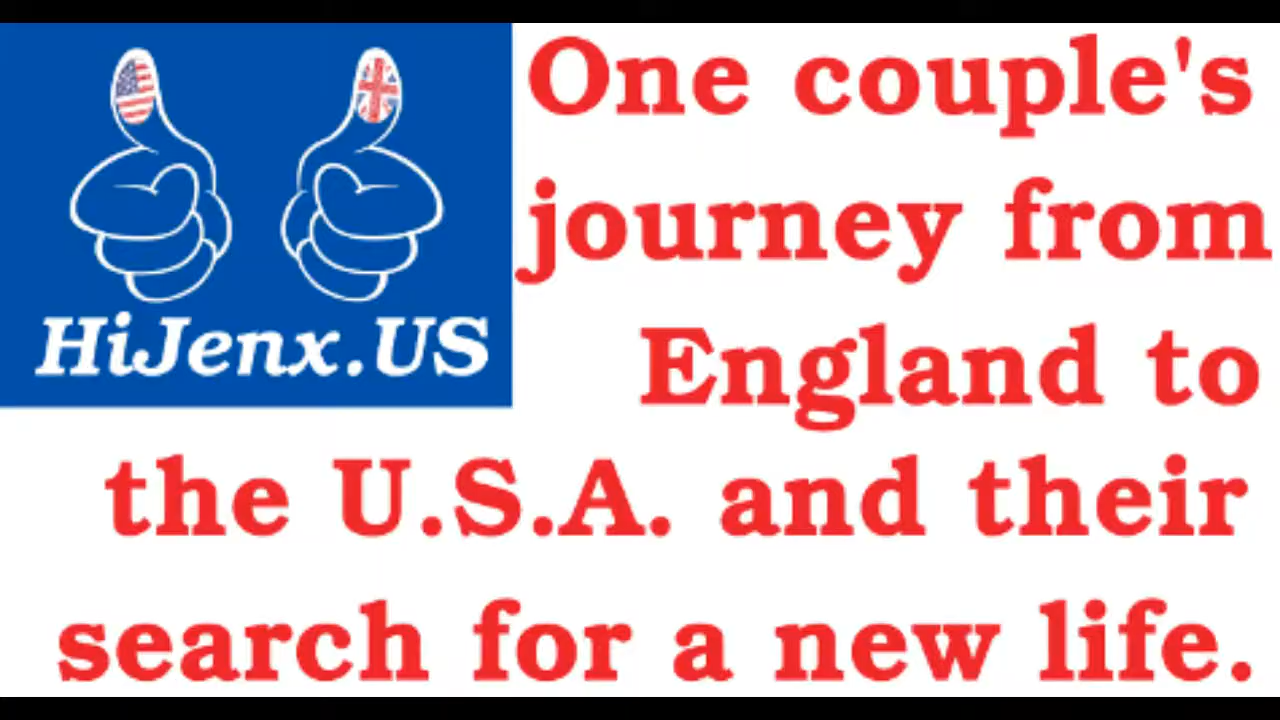 One couple's
journey from
HiJenx.US
England to
the U.S.A. and their
search for a new life.